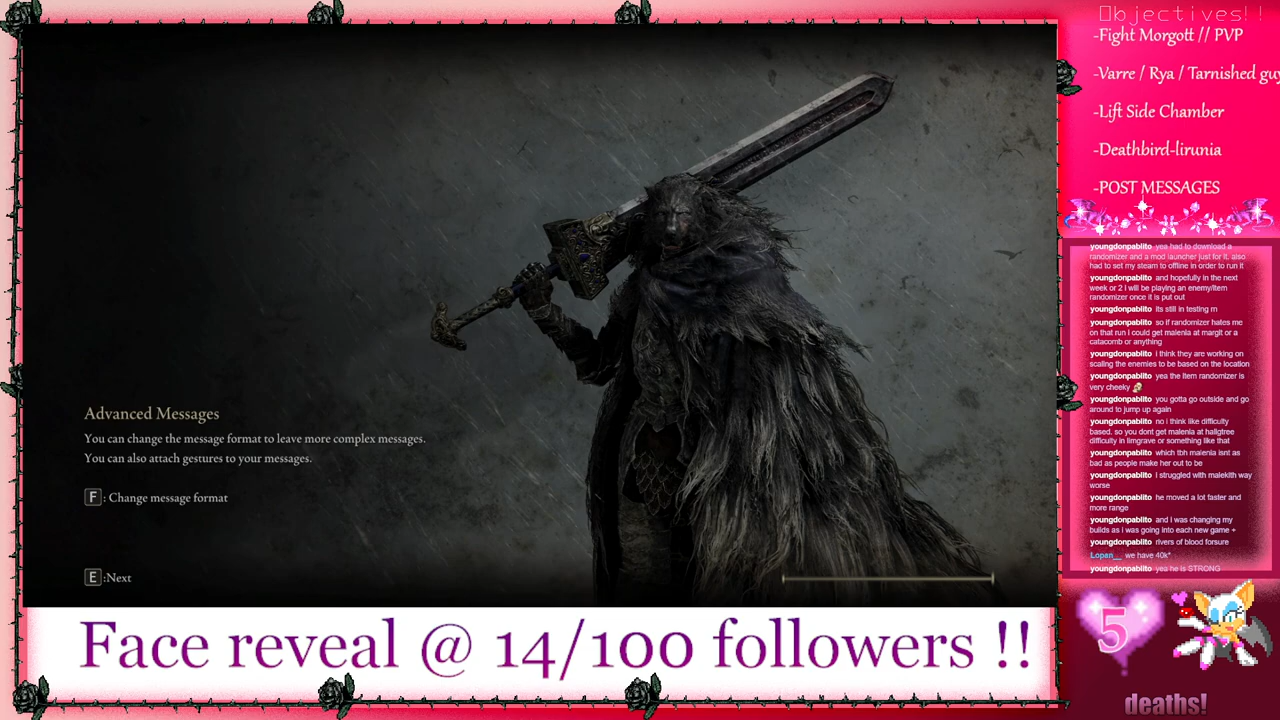 Advanced Messages
You can change the message format to leave more complex messages.
You can also attach gestures to your messages.
F : Change message format
E :Next
Face reveal @ 14/100 followers !!
bjectives!!
-Fight Morgott // PVP
-Varre / Rya / Tarnished guy
-Lift Side Chamber
-Deathbird-lirunia
-POST MESSAGES
youngdonpablito yea had to download a
randomizer and a mod launcher just for it. also
had to set my steam to offline in order to run it
youngdonpablito and hopefully in the next
week or 2 I will be playing an enemy/item
randomizer once it is put out
youngdonpablito its still in testing rn
youngdonpablito so if randomizer hates me
on that run I could get malenia at margit or a
catacomb or anything
youngdonpablito i think they are working on
scaling the enemies to be based on the location
youngdonpablito yea the item randomizer is
very cheeky
youngdonpablito you gotta go outside and go
around to jump up again
youngdonpablito no i think like difficulty
based. so you dont get malenia at haligtree
difficulty in limgrave or something like that
youngdonpablito which tbh malenia isnt as
bad as people make her out to be
youngdonpablito i struggled with malekith way
worse
youngdonpablito he moved a lot faster and
more range
youngdonpablito and I was changing my
builds as i was going into each new game +
youngdonpablito rivers of blood forsure
Lopan__ we have 40k*
youngdonpablito yea he is STRONG
5
deaths!